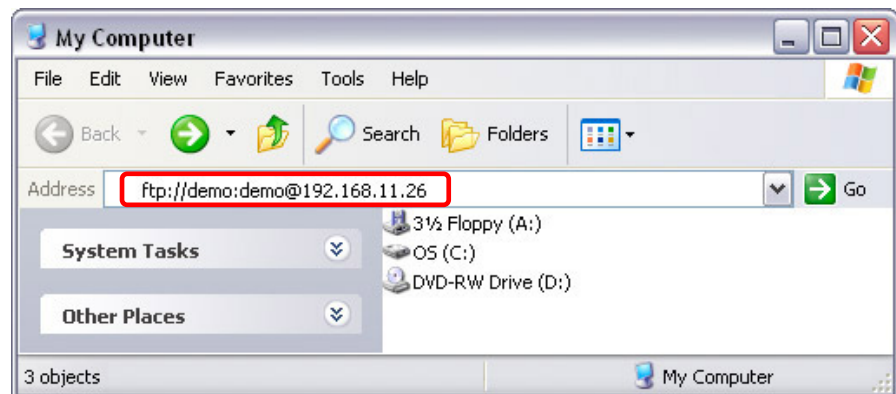 My Computer
File Edit View Favorites Tools Help
Back Search Folders
Address ftp://demo:demo@192.168.11.26 Go
System Tasks
Other Places
3½ Floppy (A:)
OS (C:)
DVD-RW Drive (D:)
3 objects My Computer